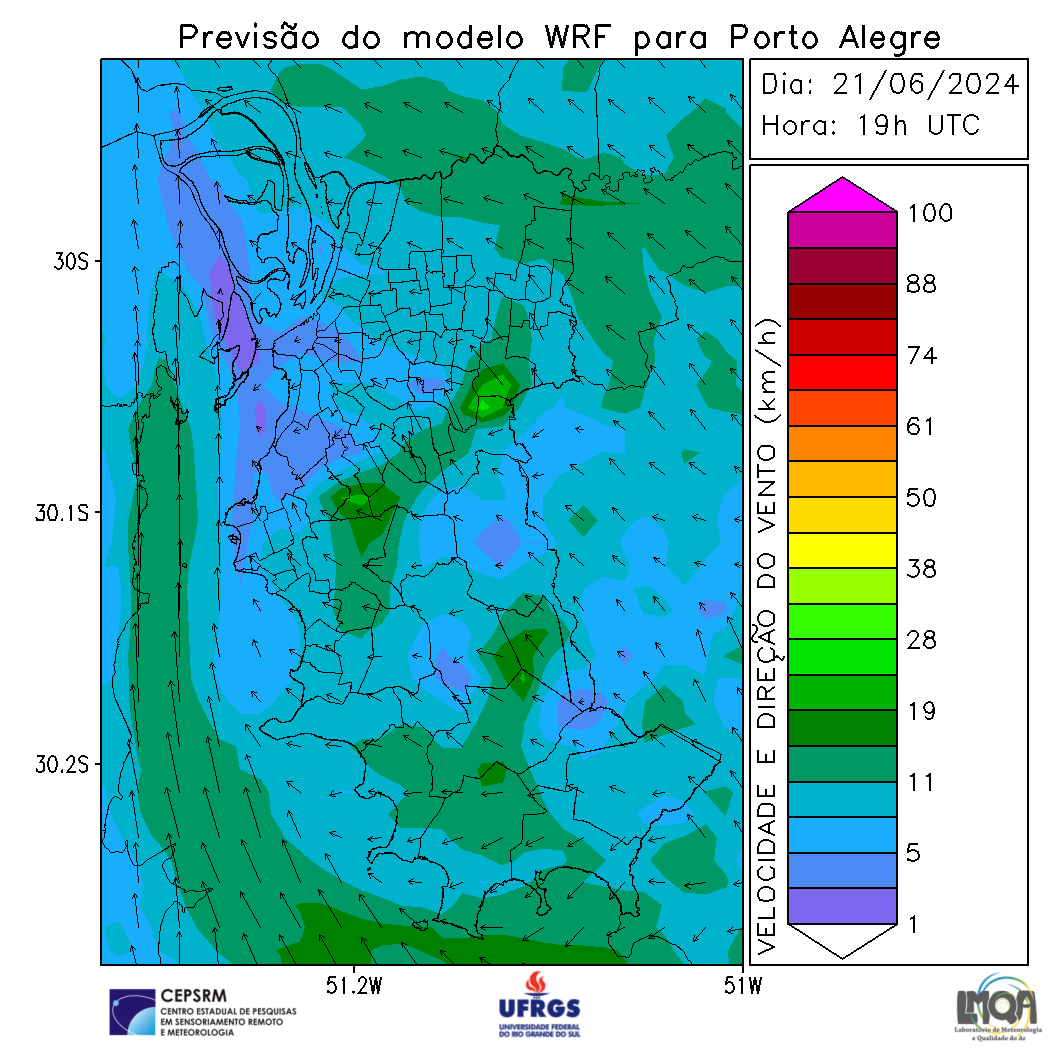 Previsão do modelo WRF para Porto Alegre
Dia: 21/06/2024
Hora: 19h UTC
30S
30.1S
30.2S
51.2W
51W
VELOCIDADE E DIREÇÃO DO VENTO (km/h)
100
88
74
61
50
38
28
19
11
5
1
CEPSRM
CENTRO ESTADUAL DE PESQUISAS
EM SENSORIAMENTO REMOTO
E METEOROLOGIA
UFRGS
UNIVERSIDADE FEDERAL
DO RIO GRANDE DO SUL
LMQA
Laboratório de Meteorologia
e Qualidade do Ar